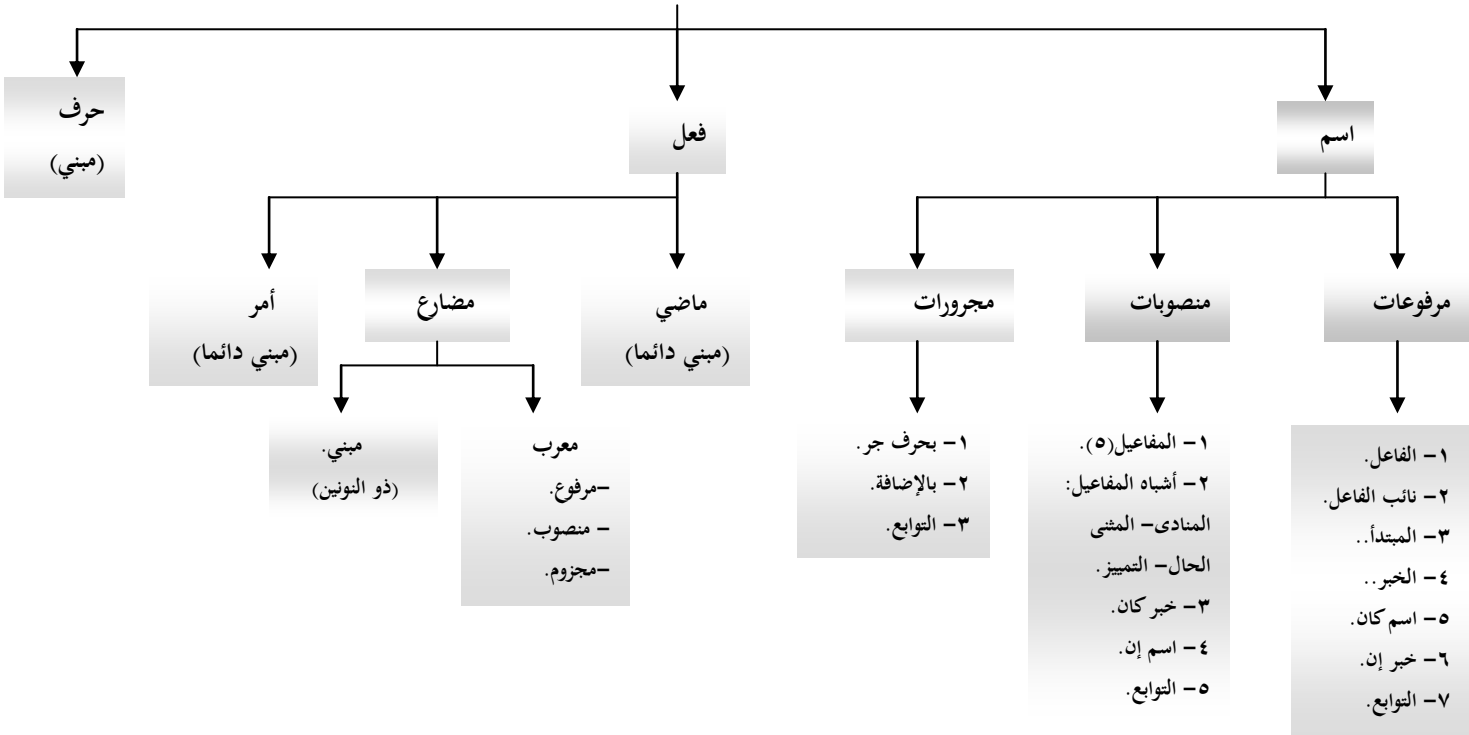 اسم
فعل
حرف
(مبني)
مرفوعات
منصوبات
مجرورات
ماضي
(مبني دائما)
مضارع
أمر
(مبني دائما)
١- الفاعل.
٢- نائب الفاعل.
٣- المبتدأ..
٤- الخبر..
٥- اسم كان.
٦- خبر إن.
٧- التوابع.
١- المفاعيل(٥).
٢- أشباه المفاعيل:
المنادى- المثنى
الحال- التمييز.
٣- خبر كان.
٤- اسم إن.
٥- التوابع.
١- بحرف جر.
٢- بالإضافة.
٣- التوابع.
معرب
-مرفوع.
- منصوب.
-مجزوم.
مبني.
(ذو النونين)